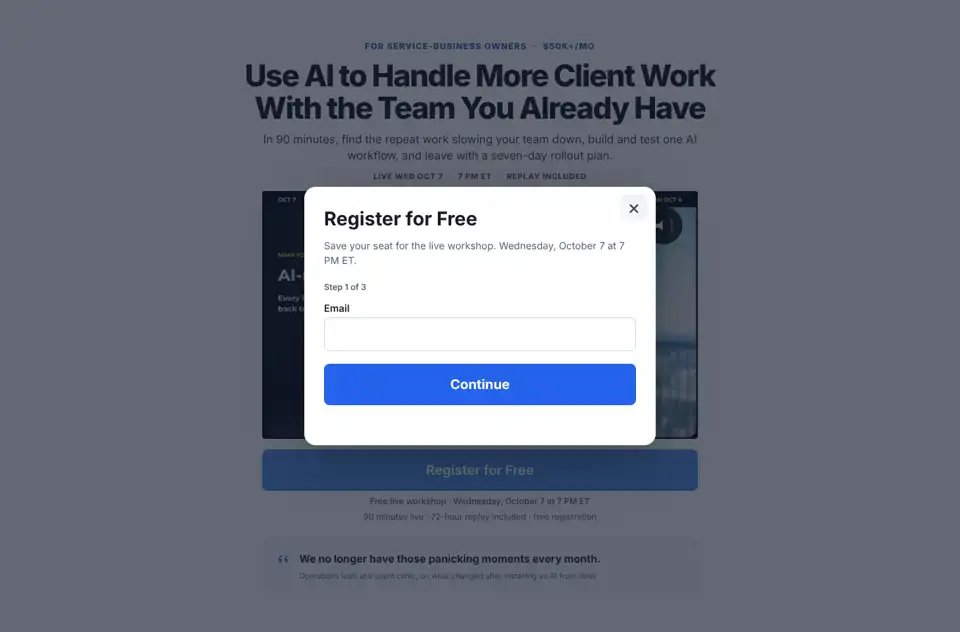 FOR SERVICE-BUSINESS OWNERS · $50K+/MO
Use AI to Handle More Client Work
With the Team You Already Have
In 90 minutes, find the repeat work slowing your team down, build and test one AI
workflow, and leave with a seven-day rollout plan.
LIVE WED OCT 7 7 PM ET REPLAY INCLUDED
OCT 7
Register for Free
Save your seat for the live workshop. Wednesday, October 7 at 7
PM ET.
Step 1 of 3
Email
Continue
Register for Free
Free live workshop · Wednesday, October 7 at 7 PM ET
90 minutes live · 72-hour replay included · free registration
We no longer have those panicking moments every month.